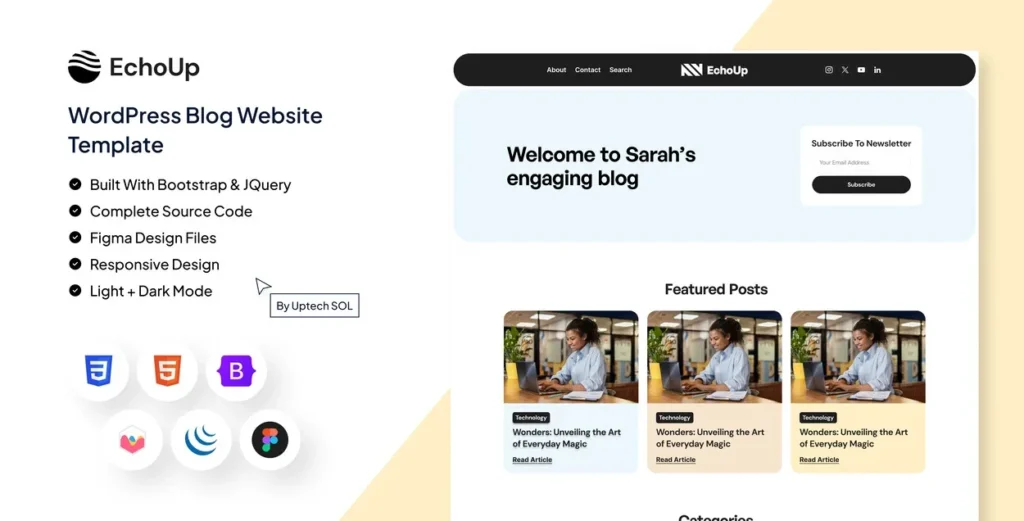 EchoUp
WordPress Blog Website
Template
Built With Bootstrap & JQuery
Complete Source Code
Figma Design Files
Responsive Design
Light + Dark Mode
By Uptech SOL
About Contact Search
EchoUp
Welcome to Sarah's
engaging blog
Subscribe To Newsletter
Your Email Address
Subscribe
Featured Posts
Technology
Wonders: Unveiling the Art
of Everyday Magic
Read Article
Technology
Wonders: Unveiling the Art
of Everyday Magic
Read Article
Technology
Wonders: Unveiling the Art
of Everyday Magic
Read Article
Categories